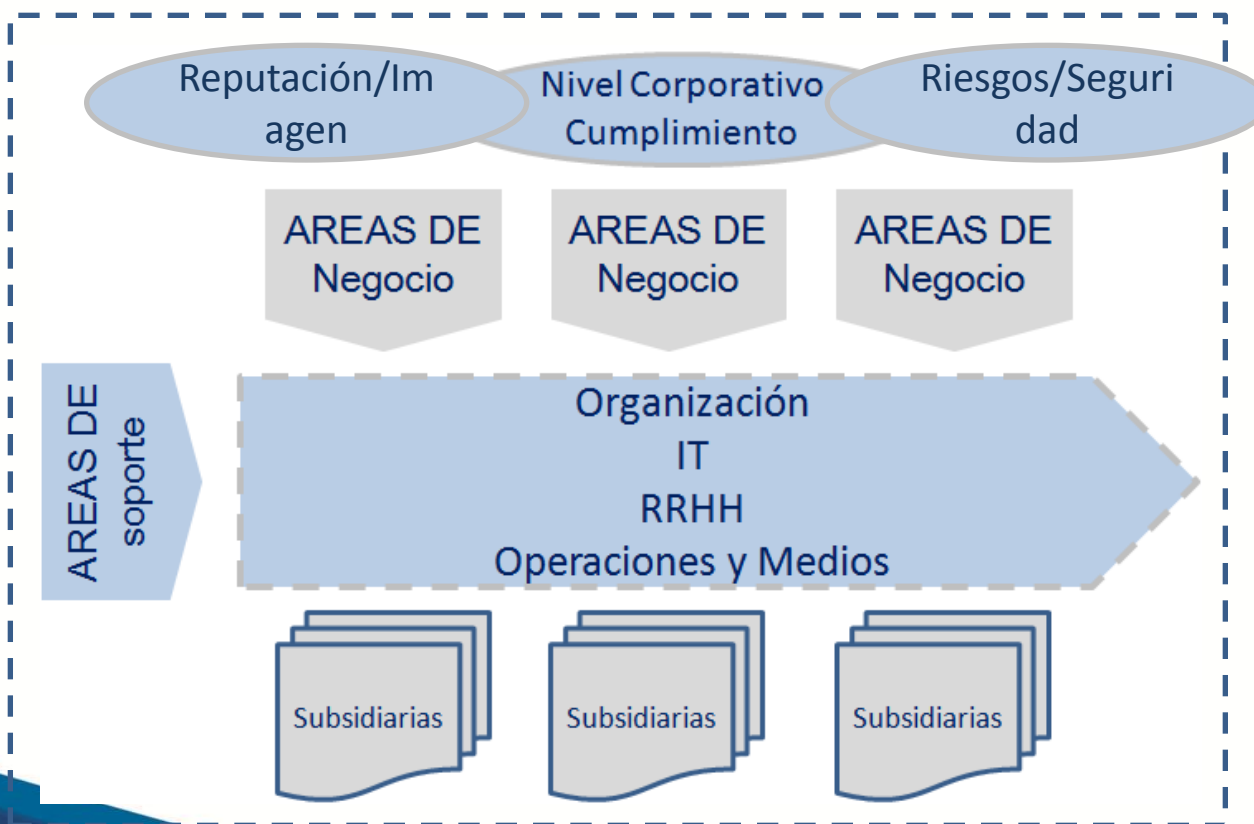 Reputación/Im
agen
Nivel Corporativo
Cumplimiento
Riesgos/Seguri
dad
AREAS DE
Negocio
AREAS DE
Negocio
AREAS DE
Negocio
AREAS DE
soporte
Organización
IT
RRHH
Operaciones y Medios
Subsidiarias
Subsidiarias
Subsidiarias